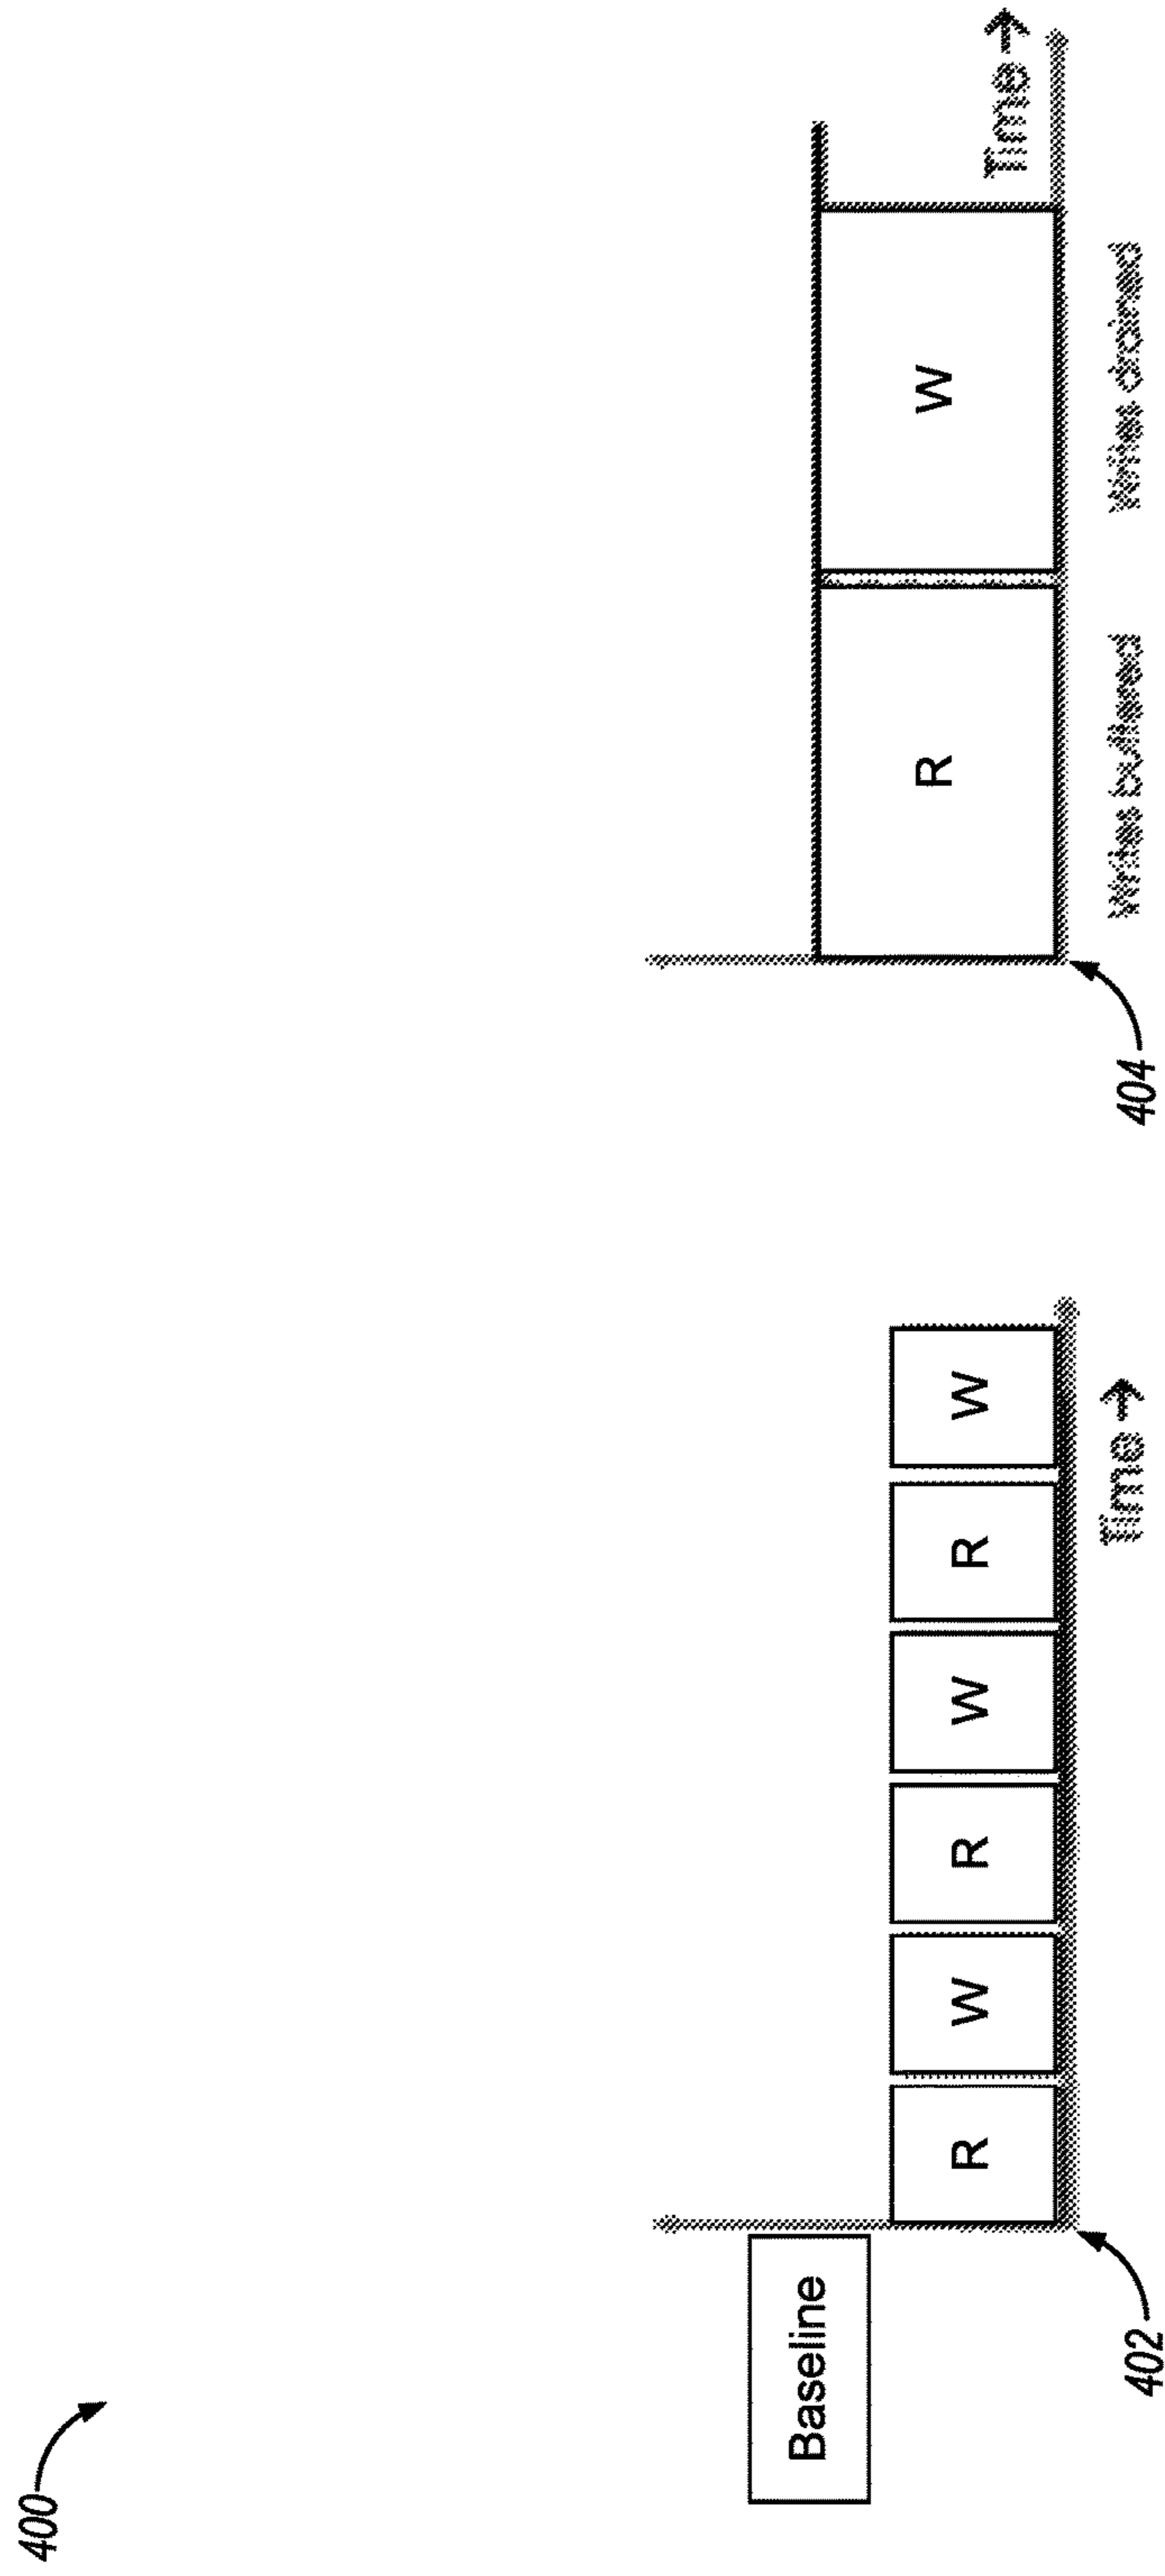 400
Baseline
R
W
R
W
R
W
Time →
402
R
W
Time →
Writes buffered
Writes drained
404